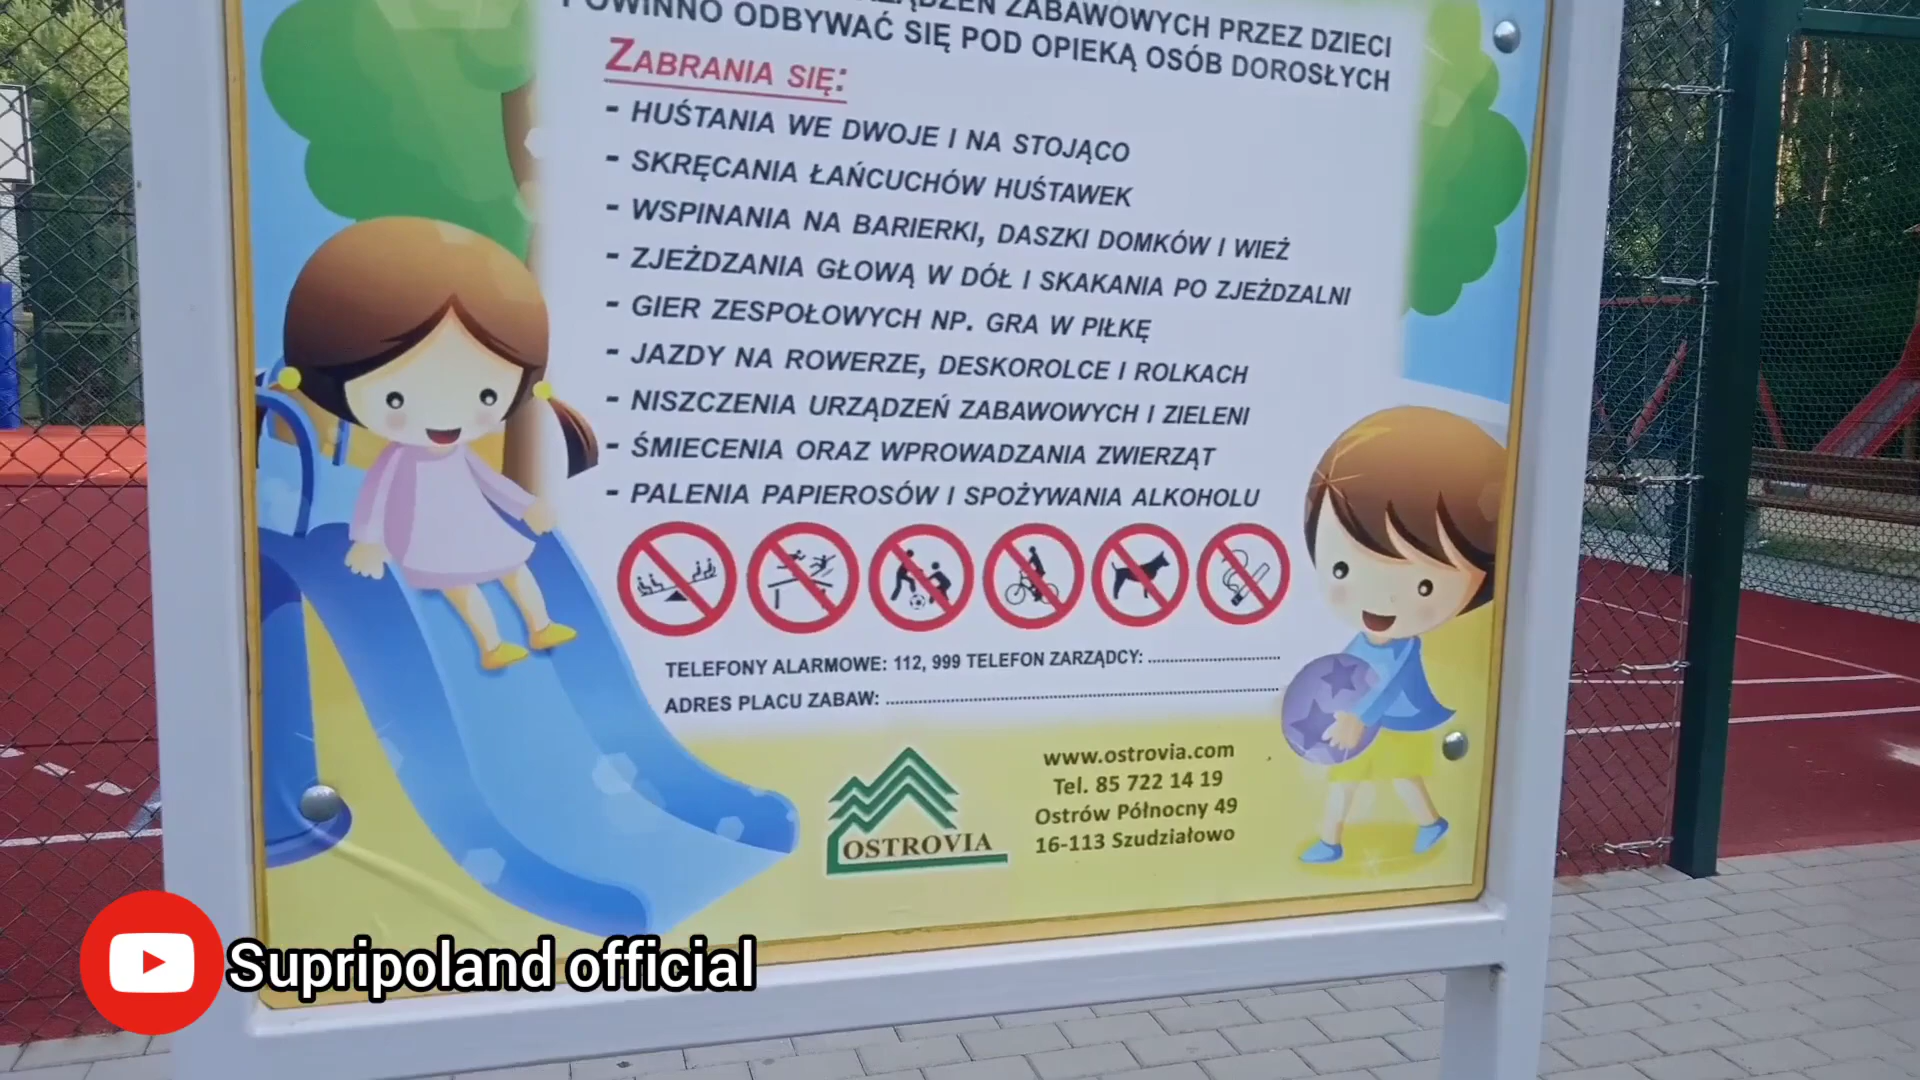 ZABAWOWYCH PRZEZ DZIECI
POWINNO ODBYWAĆ SIĘ POD OPIEKĄ OSÓB DOROSŁYCH
ZABRANIA SIĘ:
- HUŚTANIA WE DWOJE I NA STOJĄCO
- SKRĘCANIA ŁAŃCUCHÓW HUŚTAWEK
- WSPINANIA NA BARIERKI, DASZKI DOMKÓW I WIEŻ
- ZJEŻDZANIA GŁOWĄ W DÓŁ I SKAKANIA PO ZJEŻDZALNI
- GIER ZESPOŁOWYCH NP. GRA W PIŁKĘ
- JAZDY NA ROWERZE, DESKOROLCE I ROLKACH
- NISZCZENIA URZĄDZEŃ ZABAWOWYCH I ZIELENI
- ŚMIECENIA ORAZ WPROWADZANIA ZWIERZĄT
- PALENIA PAPIEROSÓW I SPOŻYWANIA ALKOHOLU
TELEFONY ALARMOWE: 112, 999 TELEFON ZARZĄDCY: ..............................
ADRES PLACU ZABAW: ..............................................................
OSTROVIA
www.ostrovia.com
Tel. 85 722 14 19
Ostrów Północny 49
16-113 Szudziałowo
Supripoland official